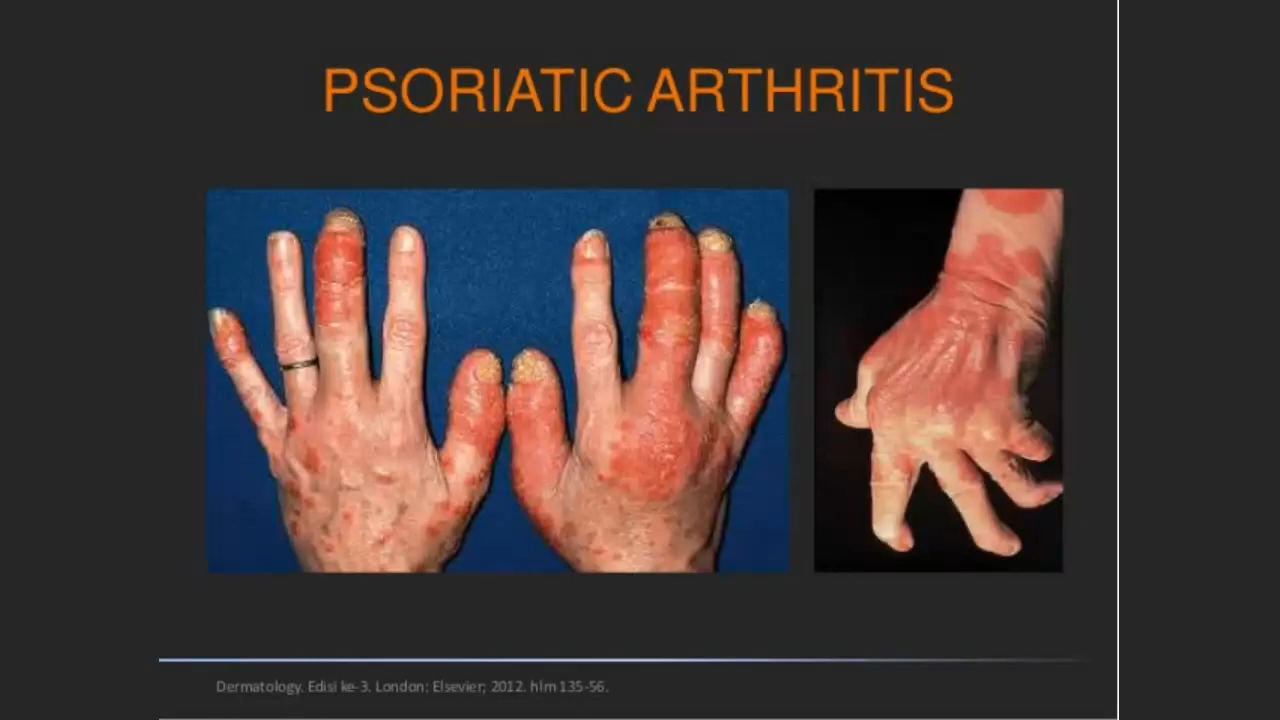 PSORIATIC ARTHRITIS
Dermatology. Edisi ke-3. London: Elsevier; 2012. hlm 135-56.